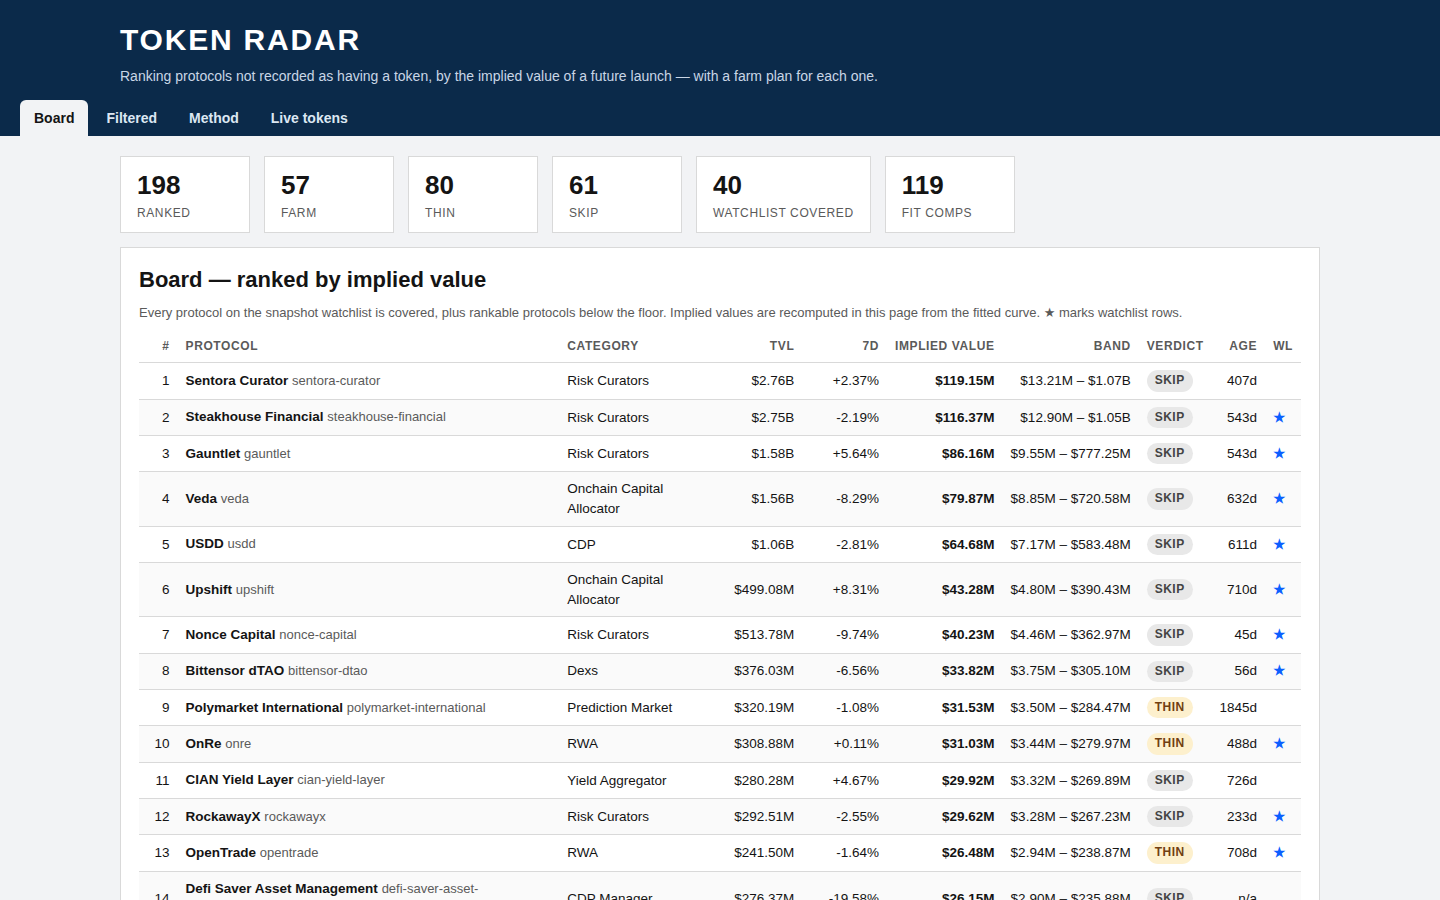 TOKEN RADAR
Ranking protocols not recorded as having a token, by the implied value of a future launch — with a farm plan for each one.
Board Filtered Method Live tokens
198 57 80 61 40 119
RANKED FARM THIN SKIP WATCHLIST COVERED FIT COMPS
Board — ranked by implied value
Every protocol on the snapshot watchlist is covered, plus rankable protocols below the floor. Implied values are recomputed in this page from the fitted curve. ★ marks watchlist rows.
# PROTOCOL CATEGORY TVL 7D IMPLIED VALUE BAND VERDICT AGE WL
1 Sentora Curator sentora-curator Risk Curators $2.76B +2.37% $119.15M $13.21M – $1.07B SKIP 407d
2 Steakhouse Financial steakhouse-financial Risk Curators $2.75B -2.19% $116.37M $12.90M – $1.05B SKIP 543d ★
3 Gauntlet gauntlet Risk Curators $1.58B +5.64% $86.16M $9.55M – $777.25M SKIP 543d ★
4 Veda veda Onchain Capital Allocator $1.56B -8.29% $79.87M $8.85M – $720.58M SKIP 632d ★
5 USDD usdd CDP $1.06B -2.81% $64.68M $7.17M – $583.48M SKIP 611d ★
6 Upshift upshift Onchain Capital Allocator $499.08M +8.31% $43.28M $4.80M – $390.43M SKIP 710d ★
7 Nonce Capital nonce-capital Risk Curators $513.78M -9.74% $40.23M $4.46M – $362.97M SKIP 45d ★
8 Bittensor dTAO bittensor-dtao Dexs $376.03M -6.56% $33.82M $3.75M – $305.10M SKIP 56d ★
9 Polymarket International polymarket-international Prediction Market $320.19M -1.08% $31.53M $3.50M – $284.47M THIN 1845d
10 OnRe onre RWA $308.88M +0.11% $31.03M $3.44M – $279.97M THIN 488d ★
11 CIAN Yield Layer cian-yield-layer Yield Aggregator $280.28M +4.67% $29.92M $3.32M – $269.89M SKIP 726d
12 RockawayX rockawayx Risk Curators $292.51M -2.55% $29.62M $3.28M – $267.23M SKIP 233d ★
13 OpenTrade opentrade RWA $241.50M -1.64% $26.48M $2.94M – $238.87M THIN 708d ★
14 Defi Saver Asset Management defi-saver-asset- CDP Manager $276.37M -19.58% $26.15M $2.90M – $235.88M SKIP n/a